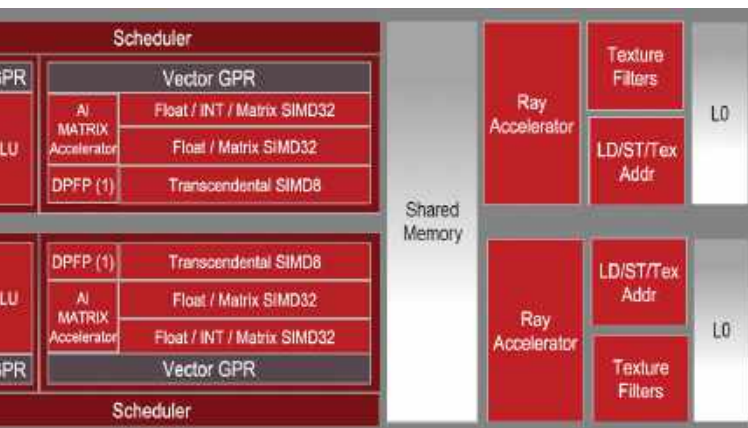 Scheduler
GPR
Vector GPR
LU
AI
MATRIX
Accelerator
Float / INT / Matrix SIMD32
Float / Matrix SIMD32
DPFP (1)
Transcendental SIMD8
Shared
Memory
Ray
Accelerator
Texture
Filters
LD/ST/Tex
Addr
L0
LU
DPFP (1)
Transcendental SIMD8
AI
MATRIX
Accelerator
Float / Matrix SIMD32
Float / INT / Matrix SIMD32
GPR
Vector GPR
Scheduler
Ray
Accelerator
LD/ST/Tex
Addr
Texture
Filters
L0